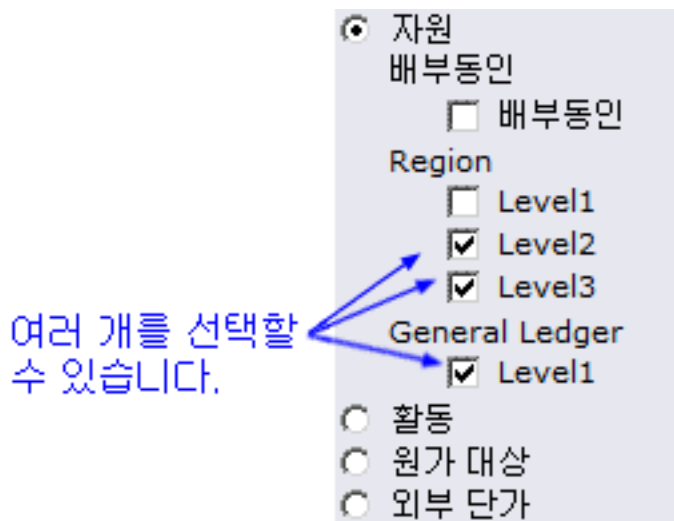 자원
배부동인
배부동인
Region
Level1
Level2
Level3
여러 개를 선택할
수 있습니다.
General Ledger
Level1
활동
원가 대상
외부 단가